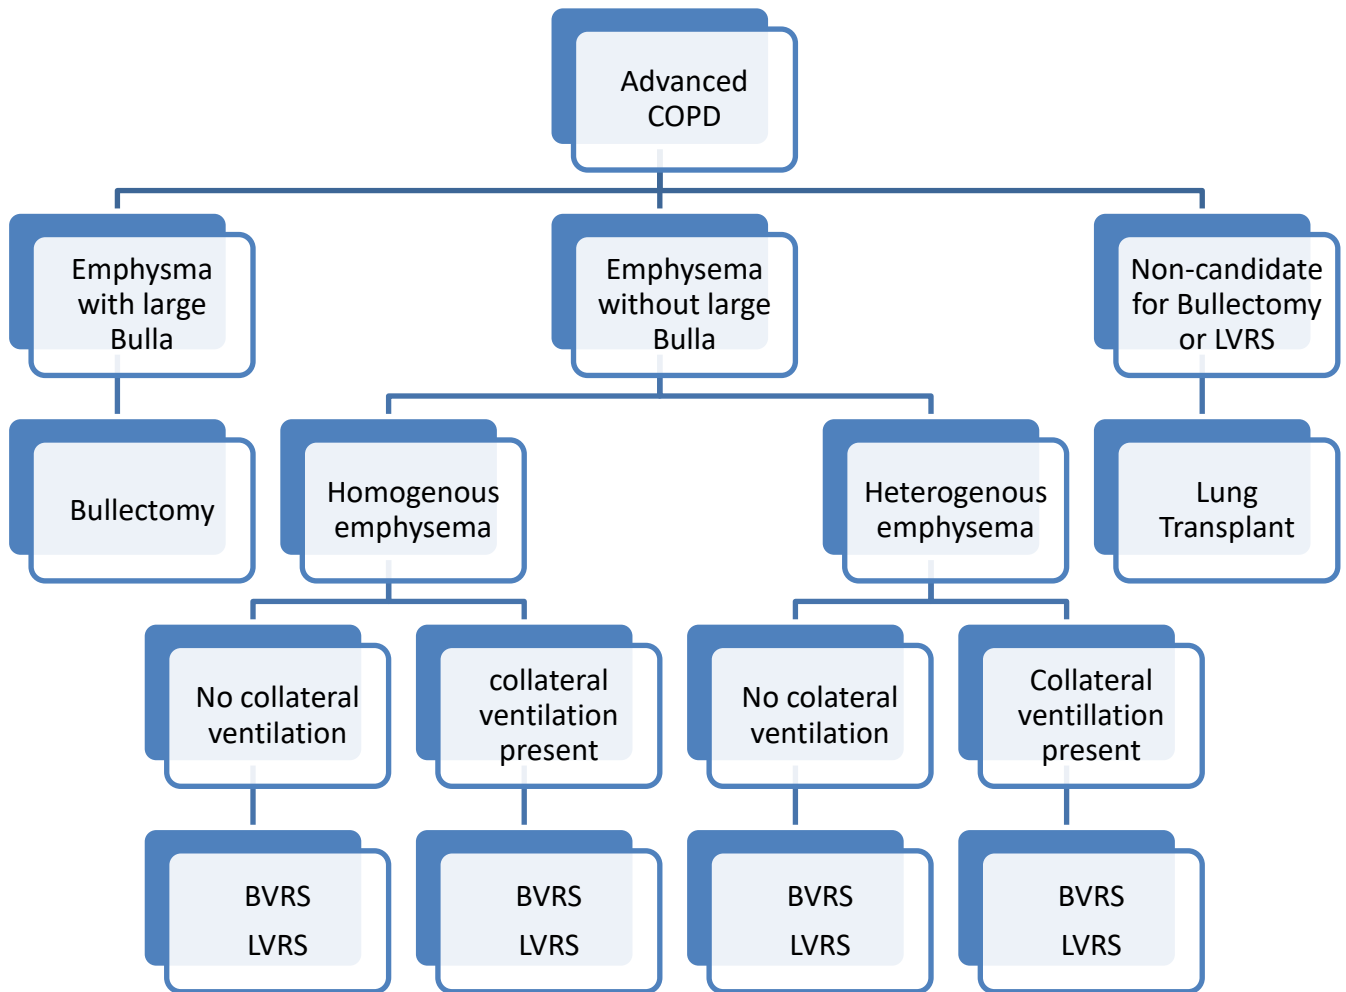 Advanced
COPD
Emphysma
with large
Bulla
Emphysema
without large
Bulla
Non-candidate
for Bullectomy
or LVRS
Bullectomy
Homogenous
emphysema
Heterogenous
emphysema
Lung
Transplant
No collateral
ventilation
collateral
ventilation
present
No colateral
ventilation
Collateral
ventillation
present
BVRS
LVRS
BVRS
LVRS
BVRS
LVRS
BVRS
LVRS